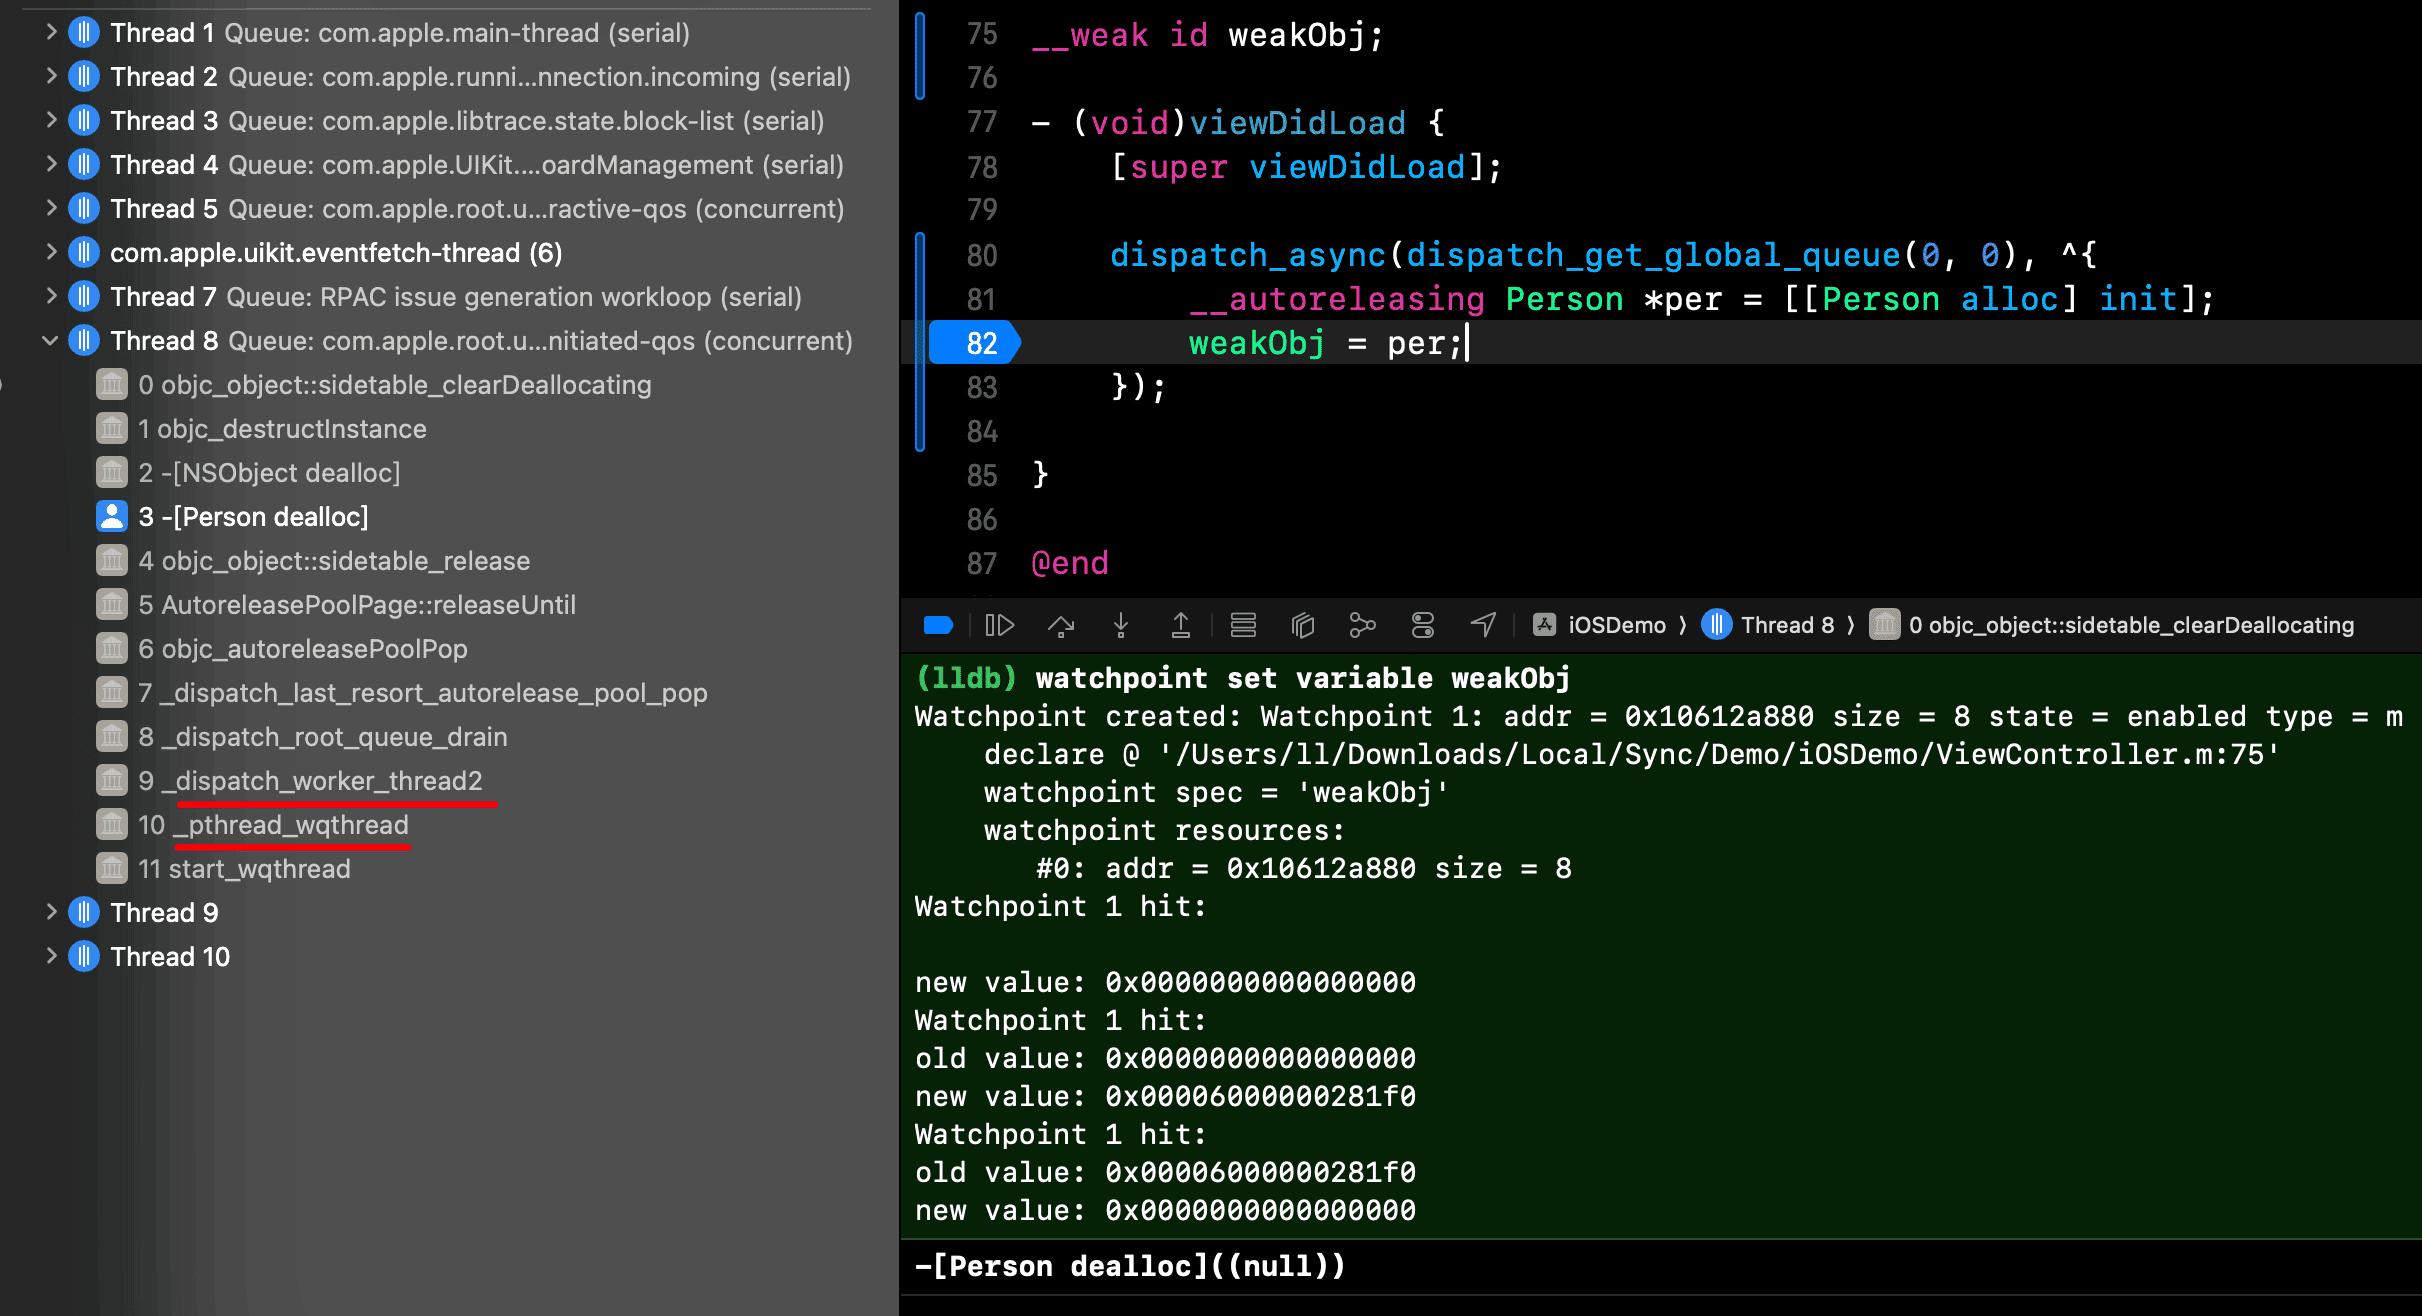 Thread 1 Queue: com.apple.main-thread (serial)
Thread 2 Queue: com.apple.runni...nnection.incoming (serial)
Thread 3 Queue: com.apple.libtrace.state.block-list (serial)
Thread 4 Queue: com.apple.UIKit....oardManagement (serial)
Thread 5 Queue: com.apple.root.u...ractive-qos (concurrent)
com.apple.uikit.eventfetch-thread (6)
Thread 7 Queue: RPAC issue generation workloop (serial)
Thread 8 Queue: com.apple.root.u...nitiated-qos (concurrent)
0 objc_object::sidetable_clearDeallocating
1 objc_destructInstance
2 -[NSObject dealloc]
3 -[Person dealloc]
4 objc_object::sidetable_release
5 AutoreleasePoolPage::releaseUntil
6 objc_autoreleasePoolPop
7 _dispatch_last_resort_autorelease_pool_pop
8 _dispatch_root_queue_drain
9 _dispatch_worker_thread2
10 _pthread_wqthread
11 start_wqthread
Thread 9
Thread 10
75 __weak id weakObj;
76
77 - (void)viewDidLoad {
78 [super viewDidLoad];
79
80 dispatch_async(dispatch_get_global_queue(0, 0), ^{
81 __autoreleasing Person *per = [[Person alloc] init];
82 weakObj = per;
83 });
84
85 }
86
87 @end
iOSDemo ⟩ Thread 8 ⟩ 0 objc_object::sidetable_clearDeallocating
(lldb) watchpoint set variable weakObj
Watchpoint created: Watchpoint 1: addr = 0x10612a880 size = 8 state = enabled type = m
declare @ '/Users/ll/Downloads/Local/Sync/Demo/iOSDemo/ViewController.m:75'
watchpoint spec = 'weakObj'
watchpoint resources:
#0: addr = 0x10612a880 size = 8
Watchpoint 1 hit:
new value: 0x0000000000000000
Watchpoint 1 hit:
old value: 0x0000000000000000
new value: 0x00006000000281f0
Watchpoint 1 hit:
old value: 0x00006000000281f0
new value: 0x0000000000000000
-[Person dealloc]((null))